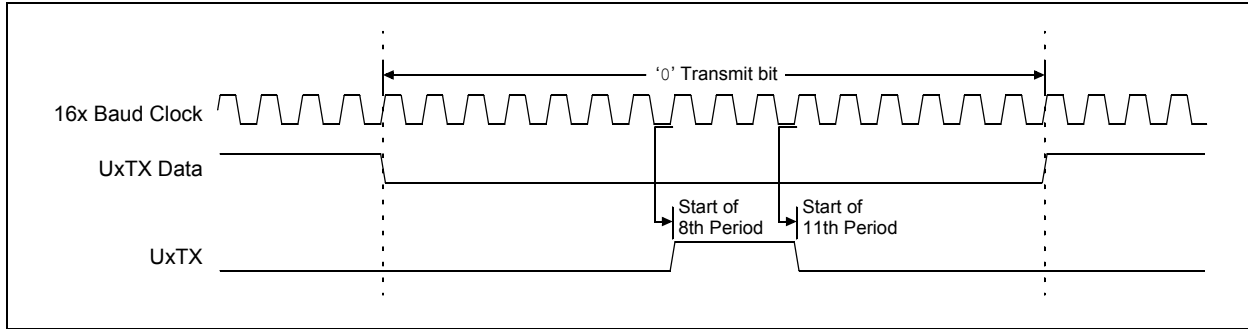 ‘0’ Transmit bit
16x Baud Clock
UxTX Data
Start of
8th Period
Start of
11th Period
UxTX